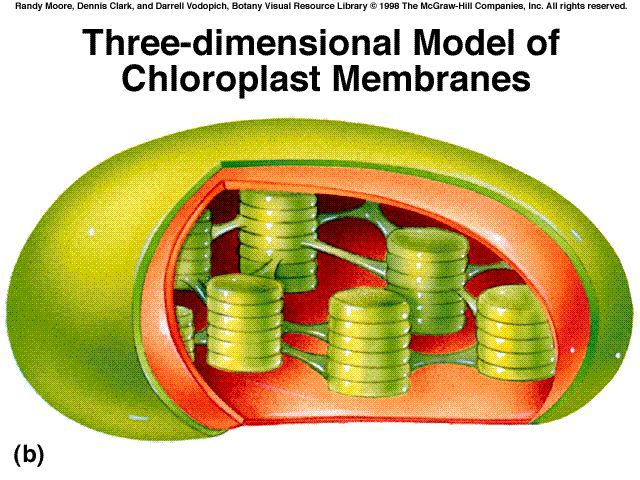 Randy Moore, Dennis Clark, and Darrell Vodopich, Botany Visual Resource Library © 1998 The McGraw-Hill Companies, Inc. All rights reserved.
Three-dimensional Model of
Chloroplast Membranes
(b)